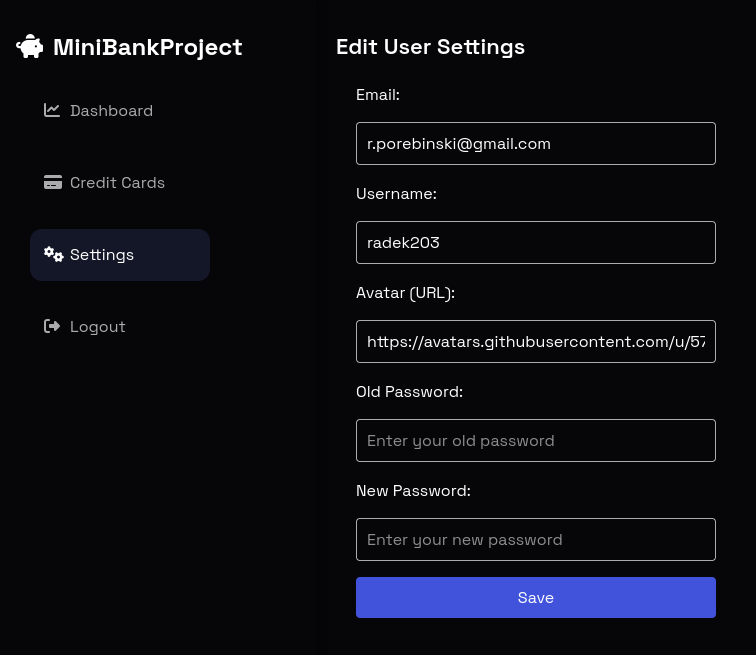 MiniBankProject
Dashboard
Credit Cards
Settings
Logout
Edit User Settings
Email:
r.porebinski@gmail.com
Username:
radek203
Avatar (URL):
https://avatars.githubusercontent.com/u/57
Old Password:
Enter your old password
New Password:
Enter your new password
Save